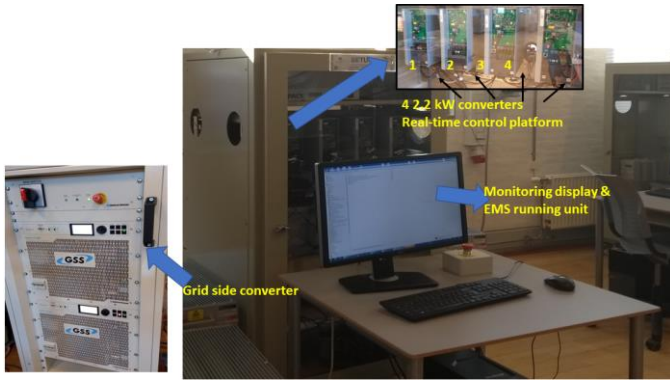 1 2 3 4
4 2.2 kW converters
Real-time control platform
Monitoring display &
EMS running unit
Grid side converter
GSS
GSS